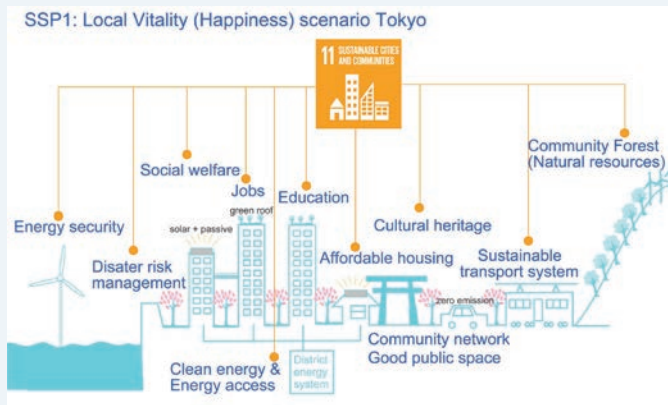 SSP1: Local Vitality (Happiness) scenario Tokyo
11 SUSTAINABLE CITIES
AND COMMUNITIES
Community Forest
(Natural resources)
Social welfare
Jobs
Education
green roof
Cultural heritage
Energy security
solar + passive
Disater risk
management
Affordable housing
Sustainable
transport system
zero emission
Community network
Good public space
Clean energy &
Energy access
District
energy
system